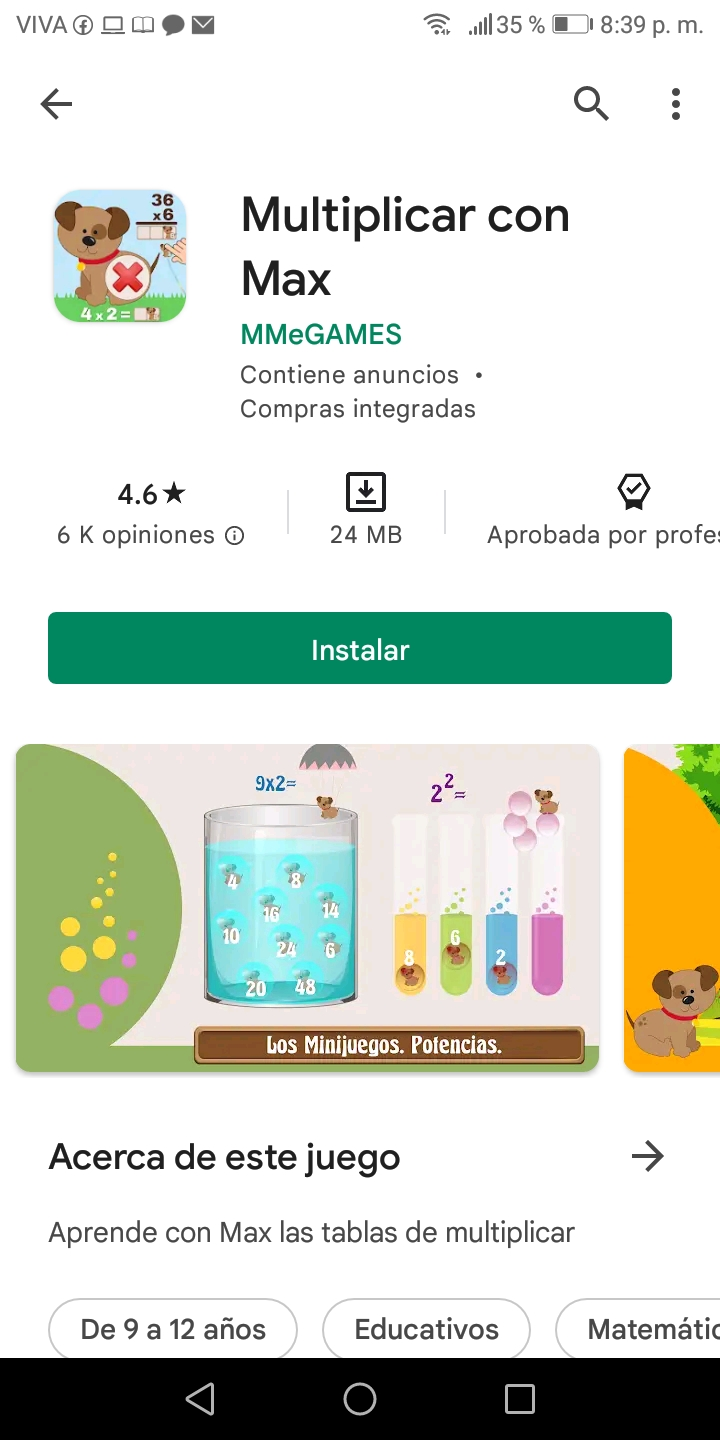 VIVA 35 % 8:39 p. m.
36
x6
4 x 2 =
Multiplicar con
Max
MMeGAMES
Contiene anuncios •
Compras integradas
4.6★
6 K opiniones
24 MB
Aprobada por profes
Instalar
9x2=
2²=
4 8
16 14
10 24 6
20 48
8 6 2
Los Minijuegos. Potencias.
Acerca de este juego
Aprende con Max las tablas de multiplicar
De 9 a 12 años Educativos Matemátic